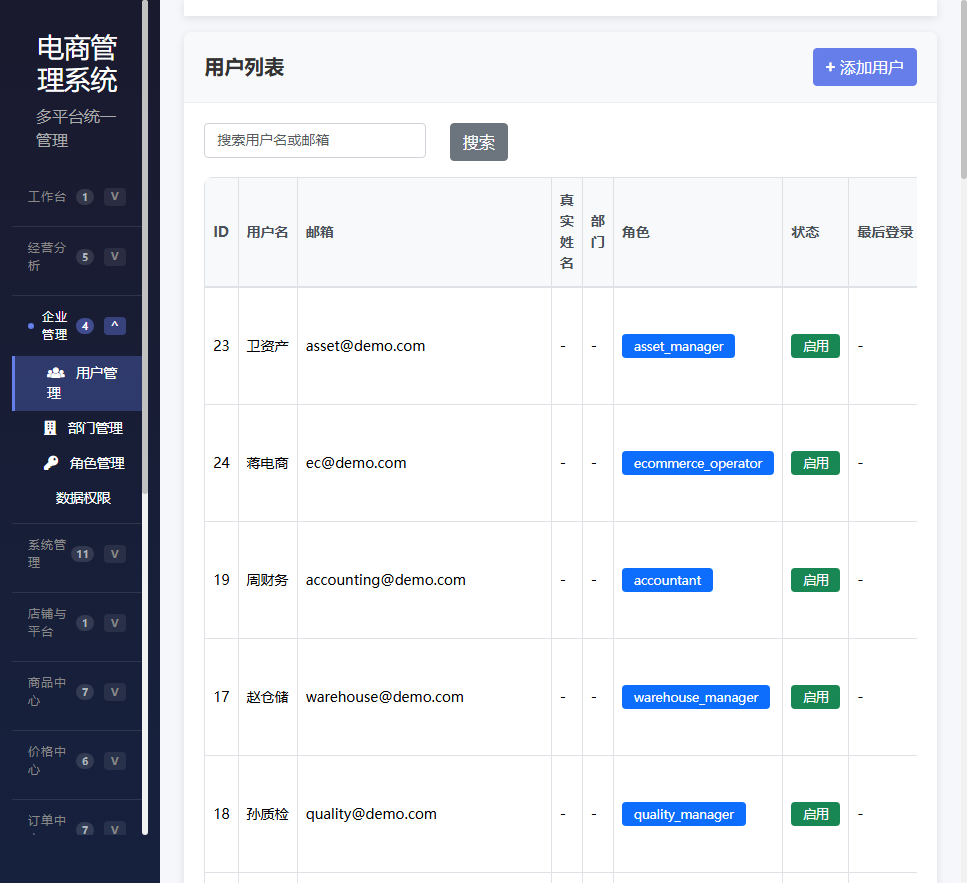 电商管
理系统
多平台统一
管理
工作台 1 V
经营分
析 5 V
企业
管理 4 ^
用户管
理
部门管理
角色管理
数据权限
系统管
理 11 V
店铺与
平台 1 V
商品中
心 7 V
价格中
心 6 V
订单中
7 V
用户列表
+ 添加用户
搜索用户名或邮箱 搜索
ID 用户名 邮箱 真实姓名 部门 角色 状态 最后登录
23 卫资产 asset@demo.com - - asset_manager 启用 -
24 蒋电商 ec@demo.com - - ecommerce_operator 启用 -
19 周财务 accounting@demo.com - - accountant 启用 -
17 赵仓储 warehouse@demo.com - - warehouse_manager 启用 -
18 孙质检 quality@demo.com - - quality_manager 启用 -